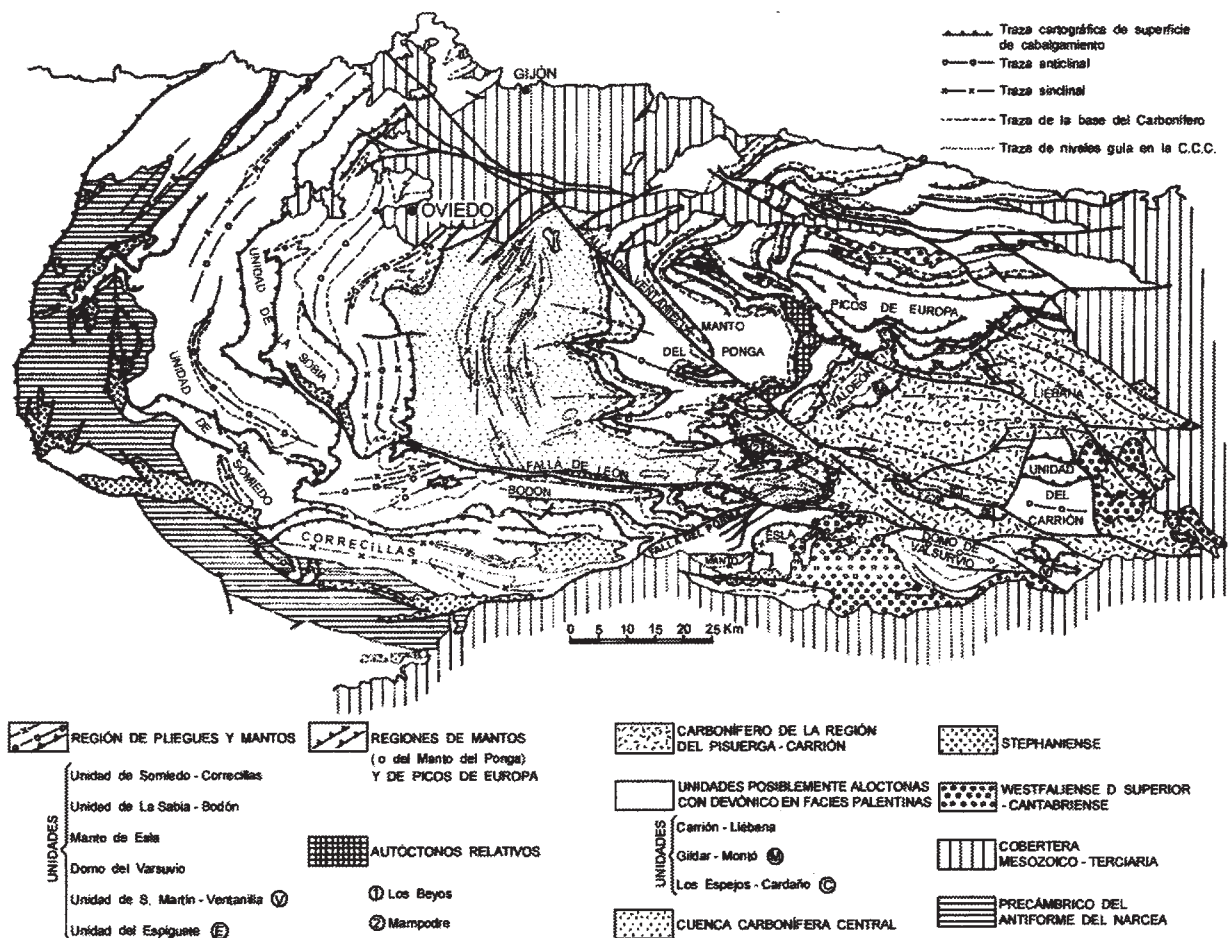 Traza cartográfica de superficie
de cabalgamiento
Traza anticlinal
Traza sinclinal
Traza de la base del Carbonífero
Traza de niveles guía en la C.C.C.
GIJÓN
OVIEDO
UNIDAD DE LA SOBIA
UNIDAD DE SOMIEDO
MANTO
DEL PONGA
PICOS DE EUROPA
VALDEÓN
LIÉBANA
UNIDAD
DEL
CARRIÓN
FALLA DE LEÓN
BODÓN
CORRECILLAS
ESLA
MANTO
DOMO DE
VALSURVIO
0 5 10 15 20 25 Km
REGIÓN DE PLIEGUES Y MANTOS
UNIDADES
Unidad de Somiedo - Correcillas
Unidad de La Sabia - Bodón
Manto de Esla
Domo del Varsuvio
Unidad de S. Martín - Ventanilla V
Unidad del Espiguete E
REGIONES DE MANTOS
(o del Manto del Ponga)
Y DE PICOS DE EUROPA
AUTÓCTONOS RELATIVOS
1 Los Beyos
2 Mampodre
CARBONÍFERO DE LA REGIÓN
DEL PISUERGA - CARRIÓN
UNIDADES POSIBLEMENTE ALOCTONAS
CON DEVÓNICO EN FACIES PALENTINAS
UNIDADES
Carrión - Liébana
Gildar - Montó M
Los Espejos - Cardaño C
CUENCA CARBONÍFERA CENTRAL
STEPHANIENSE
WESTFALIENSE D SUPERIOR
- CANTABRIENSE
COBERTERA
MESOZOICO - TERCIARIA
PRECÁMBRICO DEL
ANTIFORME DEL NARCEA